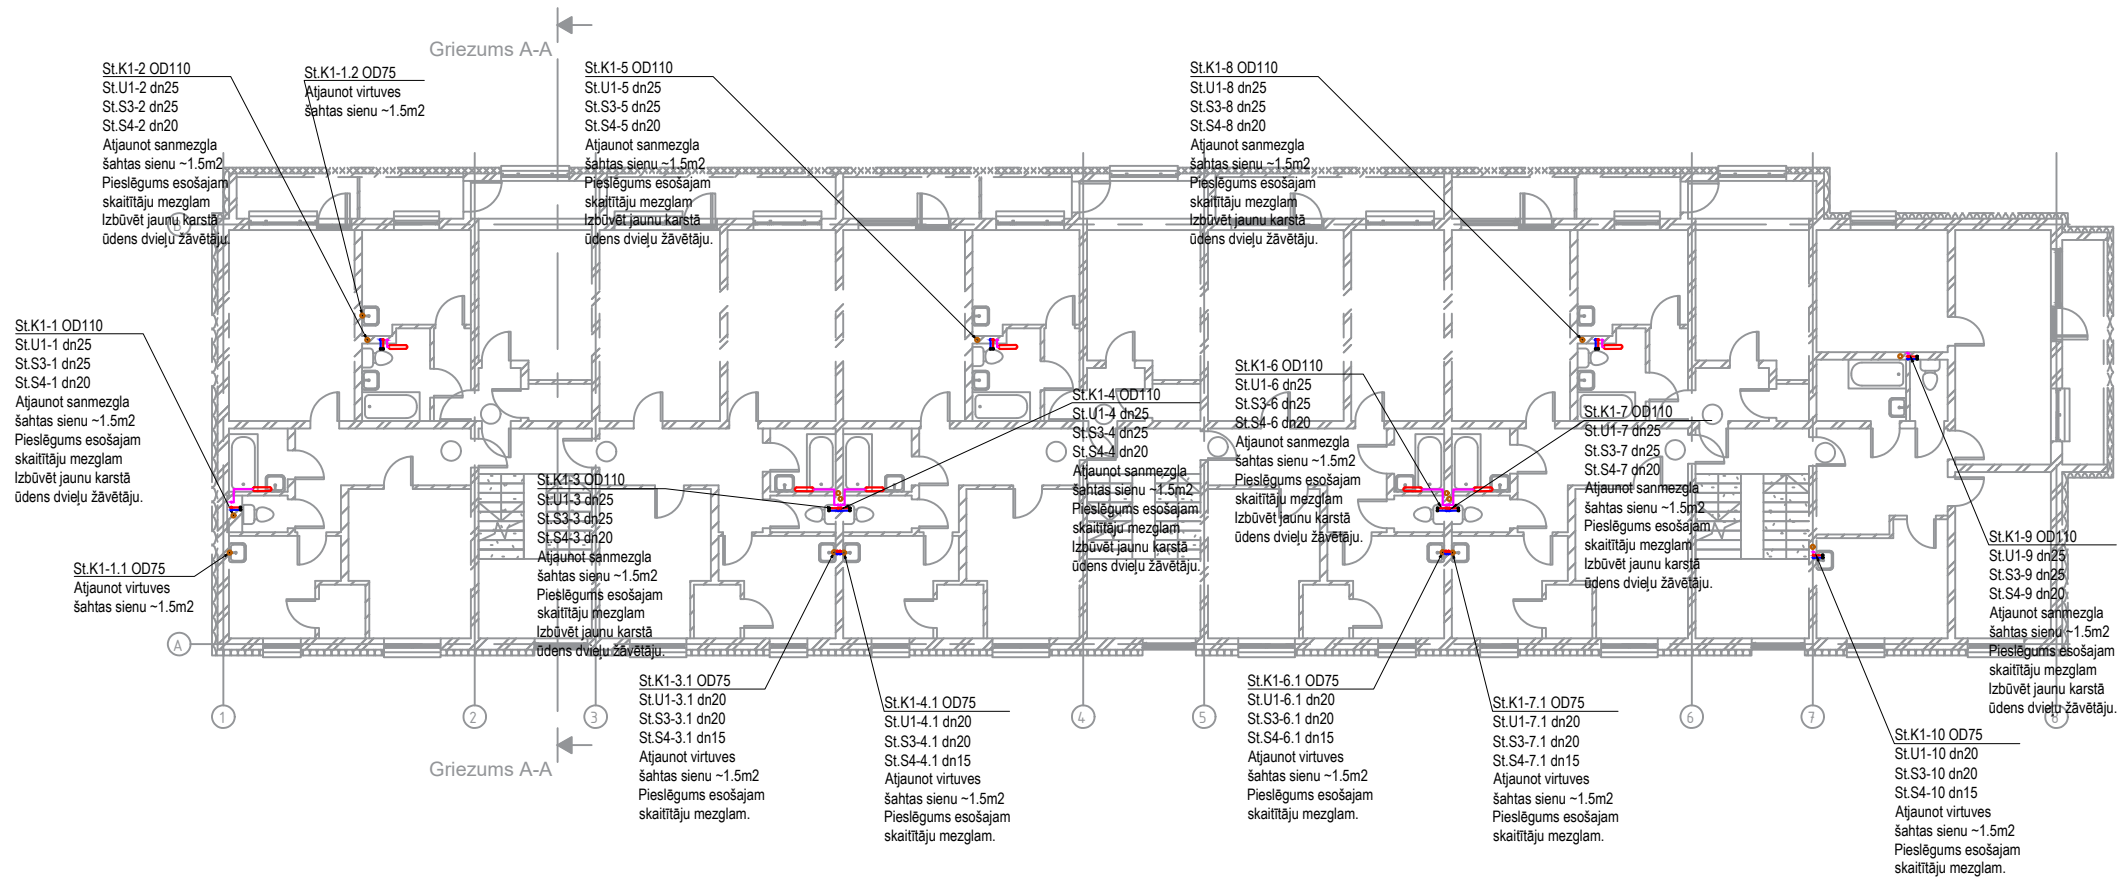 Griezums A-A
St.K1-2 OD110
St.U1-2 dn25
St.S3-2 dn25
St.S4-2 dn20
Atjaunot sanmezgla
šahtas sienu ~1.5m2
Pieslēgums esošajam
skaitītāju mezglam
Izbūvēt jaunu karstā
ūdens dvieļu žāvētāju.
St.K1-1.2 OD75
Atjaunot virtuves
šahtas sienu ~1.5m2
St.K1-5 OD110
St.U1-5 dn25
St.S3-5 dn25
St.S4-5 dn20
Atjaunot sanmezgla
šahtas sienu ~1.5m2
Pieslēgums esošajam
skaitītāju mezglam
Izbūvēt jaunu karstā
ūdens dvieļu žāvētāju.
St.K1-8 OD110
St.U1-8 dn25
St.S3-8 dn25
St.S4-8 dn20
Atjaunot sanmezgla
šahtas sienu ~1.5m2
Pieslēgums esošajam
skaitītāju mezglam
Izbūvēt jaunu karstā
ūdens dvieļu žāvētāju.
St.K1-1 OD110
St.U1-1 dn25
St.S3-1 dn25
St.S4-1 dn20
Atjaunot sanmezgla
šahtas sienu ~1.5m2
Pieslēgums esošajam
skaitītāju mezglam
Izbūvēt jaunu karstā
ūdens dvieļu žāvētāju.
St.K1-4 OD110
St.U1-4 dn25
St.S3-4 dn25
St.S4-4 dn20
Atjaunot sanmezgla
šahtas sienu ~1.5m2
Pieslēgums esošajam
skaitītāju mezglam
Izbūvēt jaunu karstā
ūdens dvieļu žāvētāju.
St.K1-6 OD110
St.U1-6 dn25
St.S3-6 dn25
St.S4-6 dn20
Atjaunot sanmezgla
šahtas sienu ~1.5m2
Pieslēgums esošajam
skaitītāju mezglam
Izbūvēt jaunu karstā
ūdens dvieļu žāvētāju.
St.K1-7 OD110
St.U1-7 dn25
St.S3-7 dn25
St.S4-7 dn20
Atjaunot sanmezgla
šahtas sienu ~1.5m2
Pieslēgums esošajam
skaitītāju mezglam
Izbūvēt jaunu karstā
ūdens dvieļu žāvētāju.
St.K1-3 OD110
St.U1-3 dn25
St.S3-3 dn25
St.S4-3 dn20
Atjaunot sanmezgla
šahtas sienu ~1.5m2
Pieslēgums esošajam
skaitītāju mezglam
Izbūvēt jaunu karstā
ūdens dvieļu žāvētāju.
St.K1-9 OD110
St.U1-9 dn25
St.S3-9 dn25
St.S4-9 dn20
Atjaunot sanmezgla
šahtas sienu ~1.5m2
Pieslēgums esošajam
skaitītāju mezglam
Izbūvēt jaunu karstā
ūdens dvieļu žāvētāju.
St.K1-1.1 OD75
Atjaunot virtuves
šahtas sienu ~1.5m2
A
St.K1-3.1 OD75
St.U1-3.1 dn20
St.S3-3.1 dn20
St.S4-3.1 dn15
Atjaunot virtuves
šahtas sienu ~1.5m2
Pieslēgums esošajam
skaitītāju mezglam.
St.K1-4.1 OD75
St.U1-4.1 dn20
St.S3-4.1 dn20
St.S4-4.1 dn15
Atjaunot virtuves
šahtas sienu ~1.5m2
Pieslēgums esošajam
skaitītāju mezglam.
St.K1-6.1 OD75
St.U1-6.1 dn20
St.S3-6.1 dn20
St.S4-6.1 dn15
Atjaunot virtuves
šahtas sienu ~1.5m2
Pieslēgums esošajam
skaitītāju mezglam.
St.K1-7.1 OD75
St.U1-7.1 dn20
St.S3-7.1 dn20
St.S4-7.1 dn15
Atjaunot virtuves
šahtas sienu ~1.5m2
Pieslēgums esošajam
skaitītāju mezglam.
St.K1-10 OD75
St.U1-10 dn20
St.S3-10 dn20
St.S4-10 dn15
Atjaunot virtuves
šahtas sienu ~1.5m2
Pieslēgums esošajam
skaitītāju mezglam.
1 2 3 4 5 6 7 8
Griezums A-A